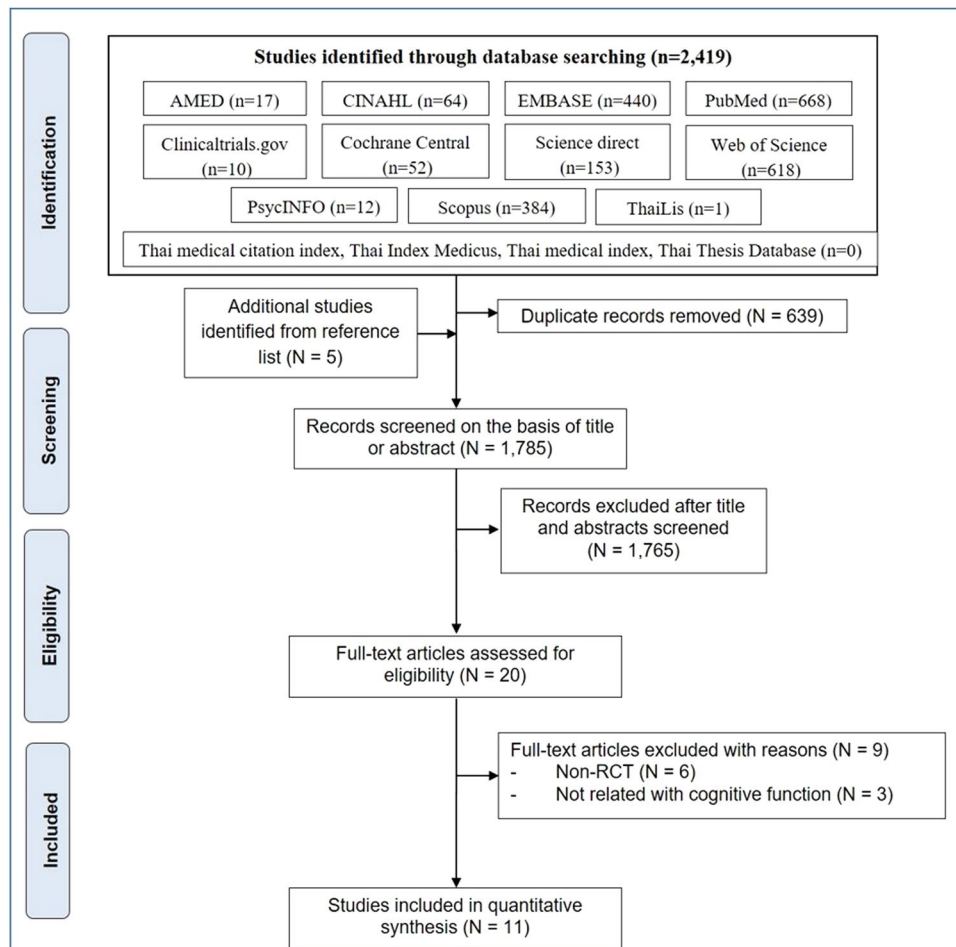 Identification
Studies identified through database searching (n=2,419)
AMED (n=17)
CINAHL (n=64)
EMBASE (n=440)
PubMed (n=668)
Clinicaltrials.gov
(n=10)
Cochrane Central
(n=52)
Science direct
(n=153)
Web of Science
(n=618)
PsycINFO (n=12)
Scopus (n=384)
ThaiLis (n=1)
Thai medical citation index, Thai Index Medicus, Thai medical index, Thai Thesis Database (n=0)
Additional studies
identified from reference
list (N = 5)
Duplicate records removed (N = 639)
Screening
Records screened on the basis of title
or abstract (N = 1,785)
Records excluded after title
and abstracts screened
(N = 1,765)
Eligibility
Full-text articles assessed for
eligibility (N = 20)
Full-text articles excluded with reasons (N = 9)
- Non-RCT (N = 6)
- Not related with cognitive function (N = 3)
Included
Studies included in quantitative
synthesis (N = 11)